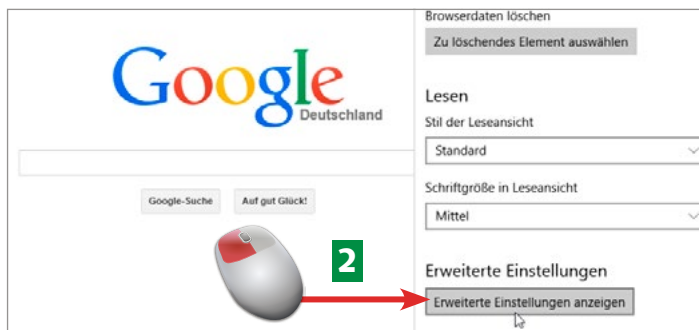 Google
Deutschland
Google-Suche
Auf gut Glück!
2
Browserdaten löschen
Zu löschendes Element auswählen
Lesen
Stil der Leseansicht
Standard
Schriftgröße in Leseansicht
Mittel
Erweiterte Einstellungen
Erweiterte Einstellungen anzeigen